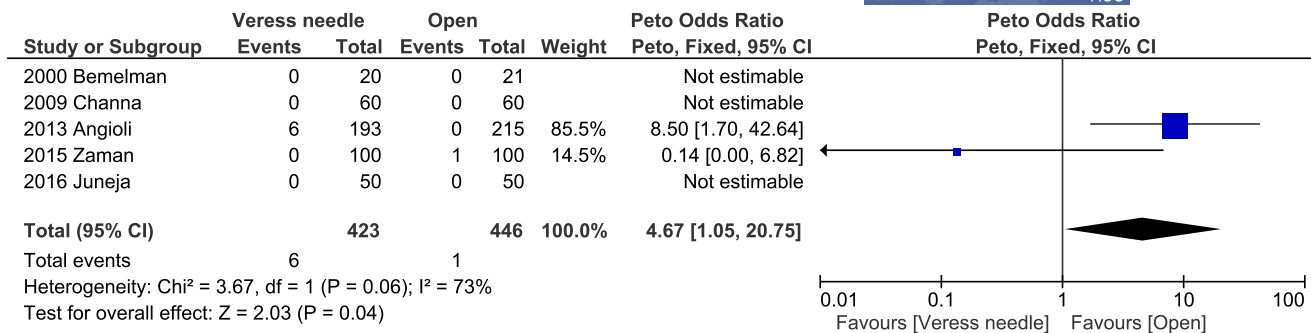 Veress needle Open Peto Odds Ratio Peto Odds Ratio
Study or Subgroup Events Total Events Total Weight Peto, Fixed, 95% CI Peto, Fixed, 95% CI
2000 Bemelman 0 20 0 21 Not estimable
2009 Channa 0 60 0 60 Not estimable
2013 Angioli 6 193 0 215 85.5% 8.50 [1.70, 42.64]
2015 Zaman 0 100 1 100 14.5% 0.14 [0.00, 6.82]
2016 Juneja 0 50 0 50 Not estimable
Total (95% CI) 423 446 100.0% 4.67 [1.05, 20.75]
Total events 6 1
Heterogeneity: Chi² = 3.67, df = 1 (P = 0.06); I² = 73%
Test for overall effect: Z = 2.03 (P = 0.04)
0.01 0.1 1 10 100
Favours [Veress needle] Favours [Open]